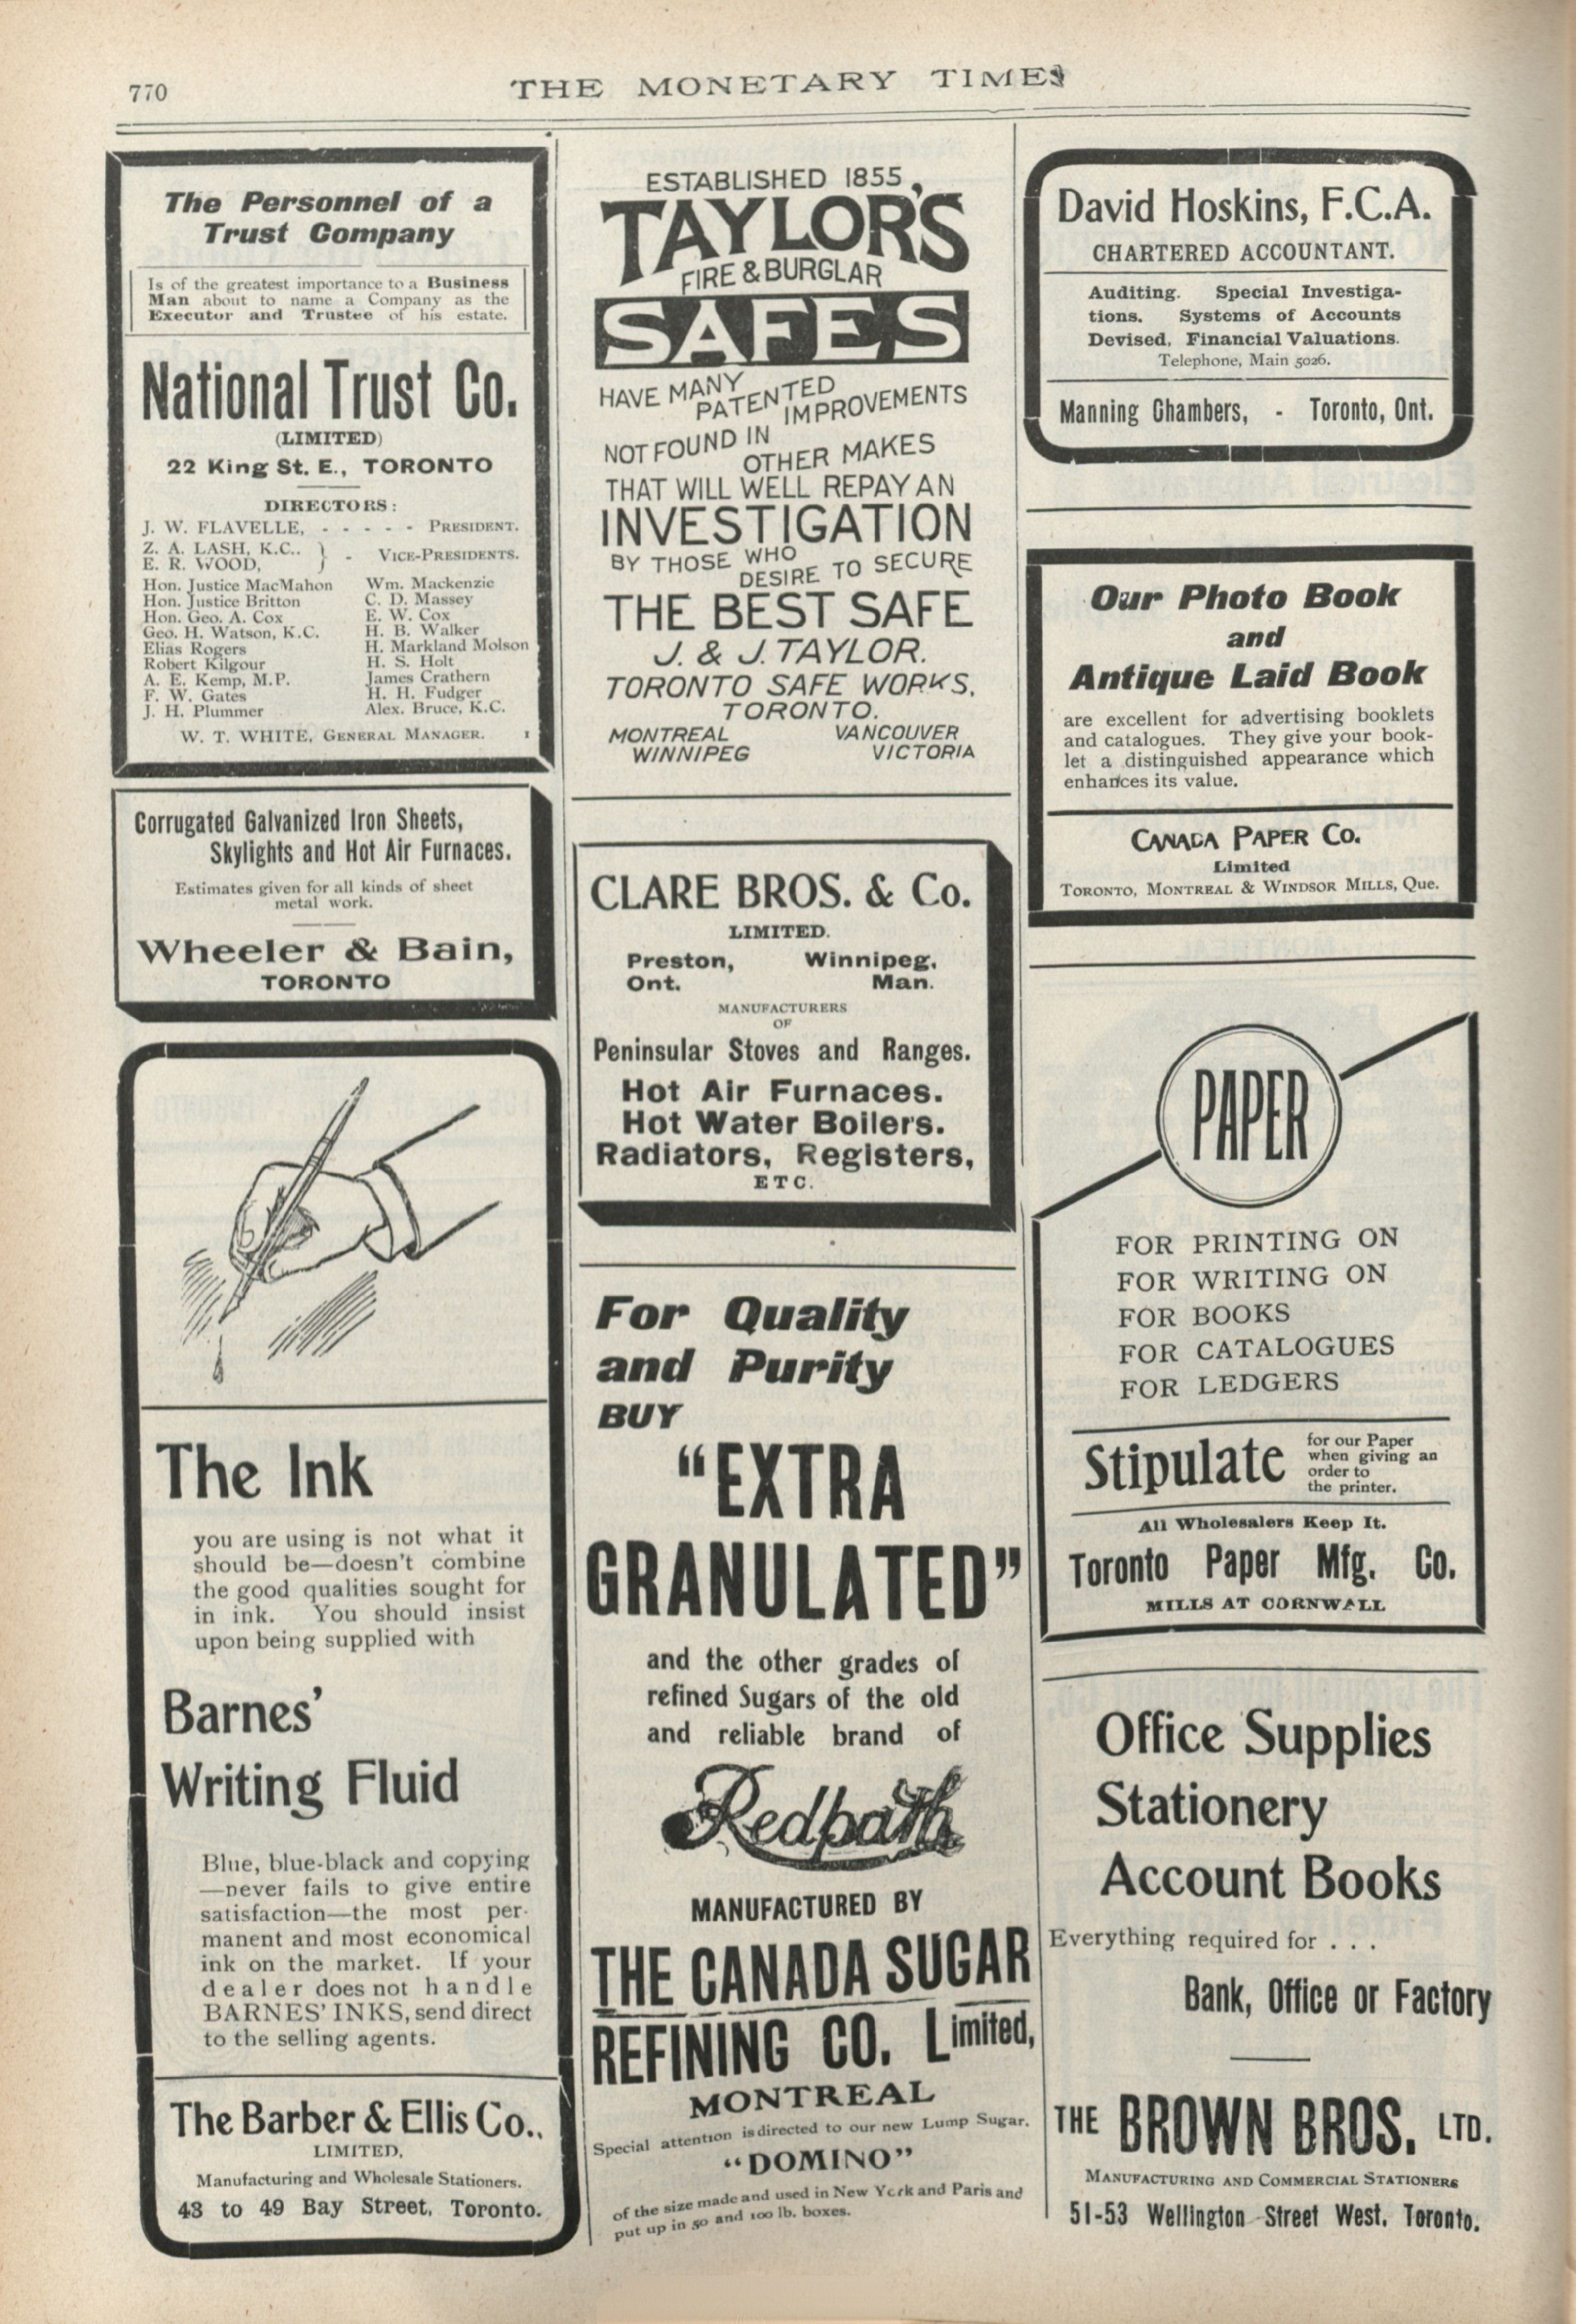 770
THE MONETARY TIMES
The Personnel of a
Trust Company
Is of the greatest importance to a Business
Man about to name a Company as the
Executor and Trustee of his estate.
National Trust Co.
(LIMITED)
22 King St. E., TORONTO
DIRECTORS:
J. W. FLAVELLE, - - - - - PRESIDENT.
Z. A. LASH, K.C.. } - VICE-PRESIDENTS.
E. R. WOOD,
Hon. Justice MacMahon Wm. Mackenzie
Hon. Justice Britton C. D. Massey
Hon. Geo. A. Cox E. W. Cox
Geo. H. Watson, K.C. H. B. Walker
Elias Rogers H. Markland Molson
Robert Kilgour H. S. Holt
A. E. Kemp, M.P. James Crathern
F. W. Gates H. H. Fudger
J. H. Plummer Alex. Bruce, K.C.
W. T. WHITE, GENERAL MANAGER. 1
Corrugated Galvanized Iron Sheets,
Skylights and Hot Air Furnaces.
Estimates given for all kinds of sheet
metal work.
Wheeler & Bain,
TORONTO
The Ink
you are using is not what it
should be—doesn't combine
the good qualities sought for
in ink. You should insist
upon being supplied with
Barnes'
Writing Fluid
Blue, blue-black and copying
—never fails to give entire
satisfaction—the most per-
manent and most economical
ink on the market. If your
dealer does not handle
BARNES' INKS, send direct
to the selling agents.
The Barber & Ellis Co.,
LIMITED,
Manufacturing and Wholesale Stationers.
43 to 49 Bay Street, Toronto.
ESTABLISHED 1855,
TAYLOR'S
FIRE & BURGLAR
SAFES
HAVE MANY
PATENTED
IMPROVEMENTS
NOT FOUND IN
OTHER MAKES
THAT WILL WELL REPAY AN
INVESTIGATION
BY THOSE WHO
DESIRE TO SECURE
THE BEST SAFE
J. & J. TAYLOR.
TORONTO SAFE WORKS,
TORONTO.
MONTREAL VANCOUVER
WINNIPEG VICTORIA
CLARE BROS. & Co.
LIMITED.
Preston, Winnipeg,
Ont. Man.
MANUFACTURERS
OF
Peninsular Stoves and Ranges.
Hot Air Furnaces.
Hot Water Boilers.
Radiators, Registers,
ETC.
For Quality
and Purity
BUY
"EXTRA
GRANULATED"
and the other grades of
refined Sugars of the old
and reliable brand of
Redpath
MANUFACTURED BY
THE CANADA SUGAR
REFINING CO. Limited,
MONTREAL
Special attention is directed to our new Lump Sugar,
"DOMINO"
of the size made and used in New York and Paris and
put up in 50 and 100 lb. boxes.
David Hoskins, F.C.A.
CHARTERED ACCOUNTANT.
Auditing. Special Investiga-
tions. Systems of Accounts
Devised, Financial Valuations.
Telephone, Main 5026.
Manning Chambers, - Toronto, Ont.
Our Photo Book
and
Antique Laid Book
are excellent for advertising booklets
and catalogues. They give your book-
let a distinguished appearance which
enhances its value.
CANADA PAPER CO.
Limited
TORONTO, MONTREAL & WINDSOR MILLS, Que.
PAPER
FOR PRINTING ON
FOR WRITING ON
FOR BOOKS
FOR CATALOGUES
FOR LEDGERS
Stipulate
for our Paper
when giving an
order to
the printer.
All Wholesalers Keep It.
Toronto Paper Mfg. Co.
MILLS AT CORNWALL
Office Supplies
Stationery
Account Books
Everything required for . . .
Bank, Office or Factory
THE BROWN BROS. LTD.
MANUFACTURING AND COMMERCIAL STATIONERS
51-53 Wellington Street West, Toronto.